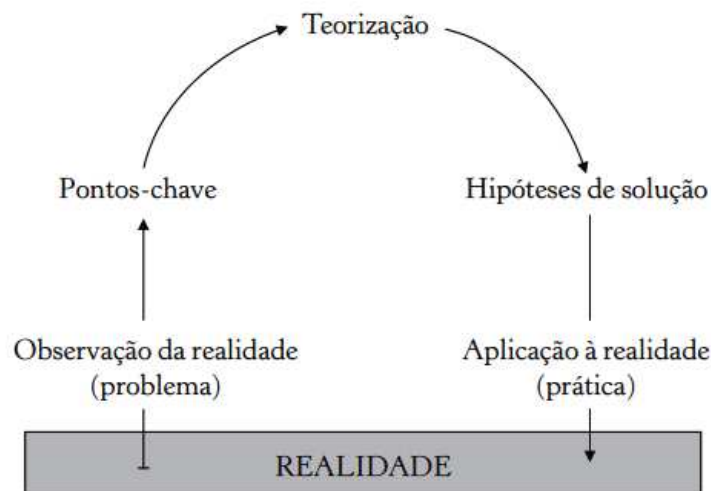 Teorização
Pontos-chave
Hipóteses de solução
Observação da realidade
(problema)
Aplicação à realidade
(prática)
REALIDADE